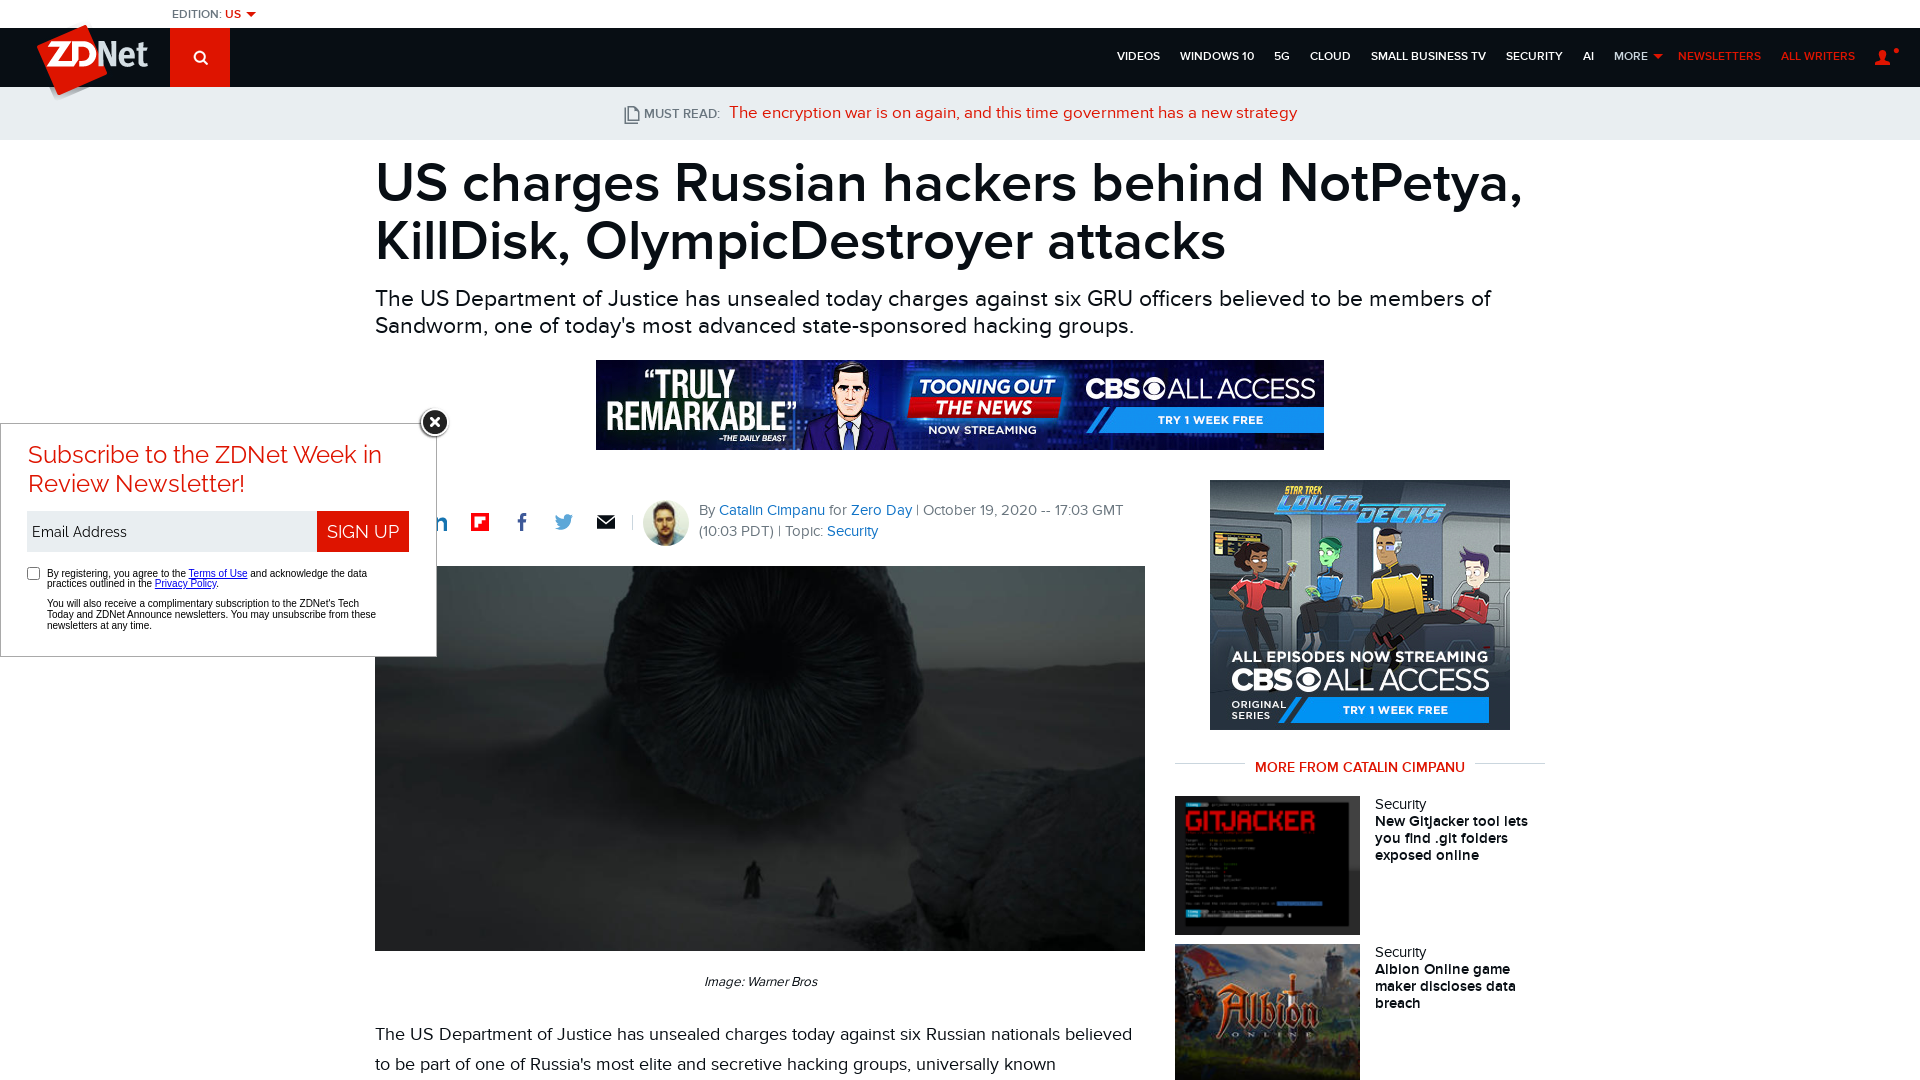 EDITION: US
ZDNet
VIDEOS WINDOWS 10 5G CLOUD SMALL BUSINESS TV SECURITY AI MORE NEWSLETTERS ALL WRITERS
MUST READ: The encryption war is on again, and this time government has a new strategy
US charges Russian hackers behind NotPetya,
KillDisk, OlympicDestroyer attacks
The US Department of Justice has unsealed today charges against six GRU officers believed to be members of
Sandworm, one of today's most advanced state-sponsored hacking groups.
"TRULY
REMARKABLE"
–THE DAILY BEAST
TOONING OUT
THE NEWS
NOW STREAMING
CBS ALL ACCESS
TRY 1 WEEK FREE
Subscribe to the ZDNet Week in
Review Newsletter!
Email Address
SIGN UP
By registering, you agree to the Terms of Use and acknowledge the data
practices outlined in the Privacy Policy.
You will also receive a complimentary subscription to the ZDNet's Tech
Today and ZDNet Announce newsletters. You may unsubscribe from these
newsletters at any time.
By Catalin Cimpanu for Zero Day | October 19, 2020 -- 17:03 GMT
(10:03 PDT) | Topic: Security
Image: Warner Bros
The US Department of Justice has unsealed charges today against six Russian nationals believed
to be part of one of Russia's most elite and secretive hacking groups, universally known
STAR TREK
LOWER DECKS
ALL EPISODES NOW STREAMING
CBS ALL ACCESS
ORIGINAL
SERIES
TRY 1 WEEK FREE
MORE FROM CATALIN CIMPANU
GITJACKER
Security
New Gitjacker tool lets
you find .git folders
exposed online
Albion
ONLINE
Security
Albion Online game
maker discloses data
breach